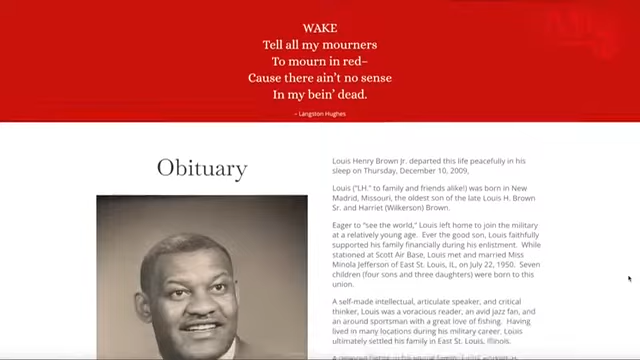 WAKE
Tell all my mourners
To mourn in red–
Cause there ain't no sense
In my bein' dead.
– Langston Hughes
Obituary
Louis Henry Brown Jr. departed this life peacefully in his
sleep on Thursday, December 10, 2009,
Louis ("LH." to family and friends alike!) was born in New
Madrid, Missouri, the oldest son of the late Louis H. Brown
Sr. and Harriet (Wilkerson) Brown.
Eager to "see the world," Louis left home to join the military
at a relatively young age. Ever the good son, Louis faithfully
supported his family financially during his enlistment. While
stationed at Scott Air Base, Louis met and married Miss
Minola Jefferson of East St. Louis, IL, on July 22, 1950. Seven
children (four sons and three daughters) were born to this
union.
A self-made intellectual, articulate speaker, and critical
thinker, Louis was a voracious reader, an avid jazz fan, and
an around sportsman with a great love of fishing. Having
lived in many locations during his military career, Louis
ultimately settled his family in East St. Louis, Illinois.